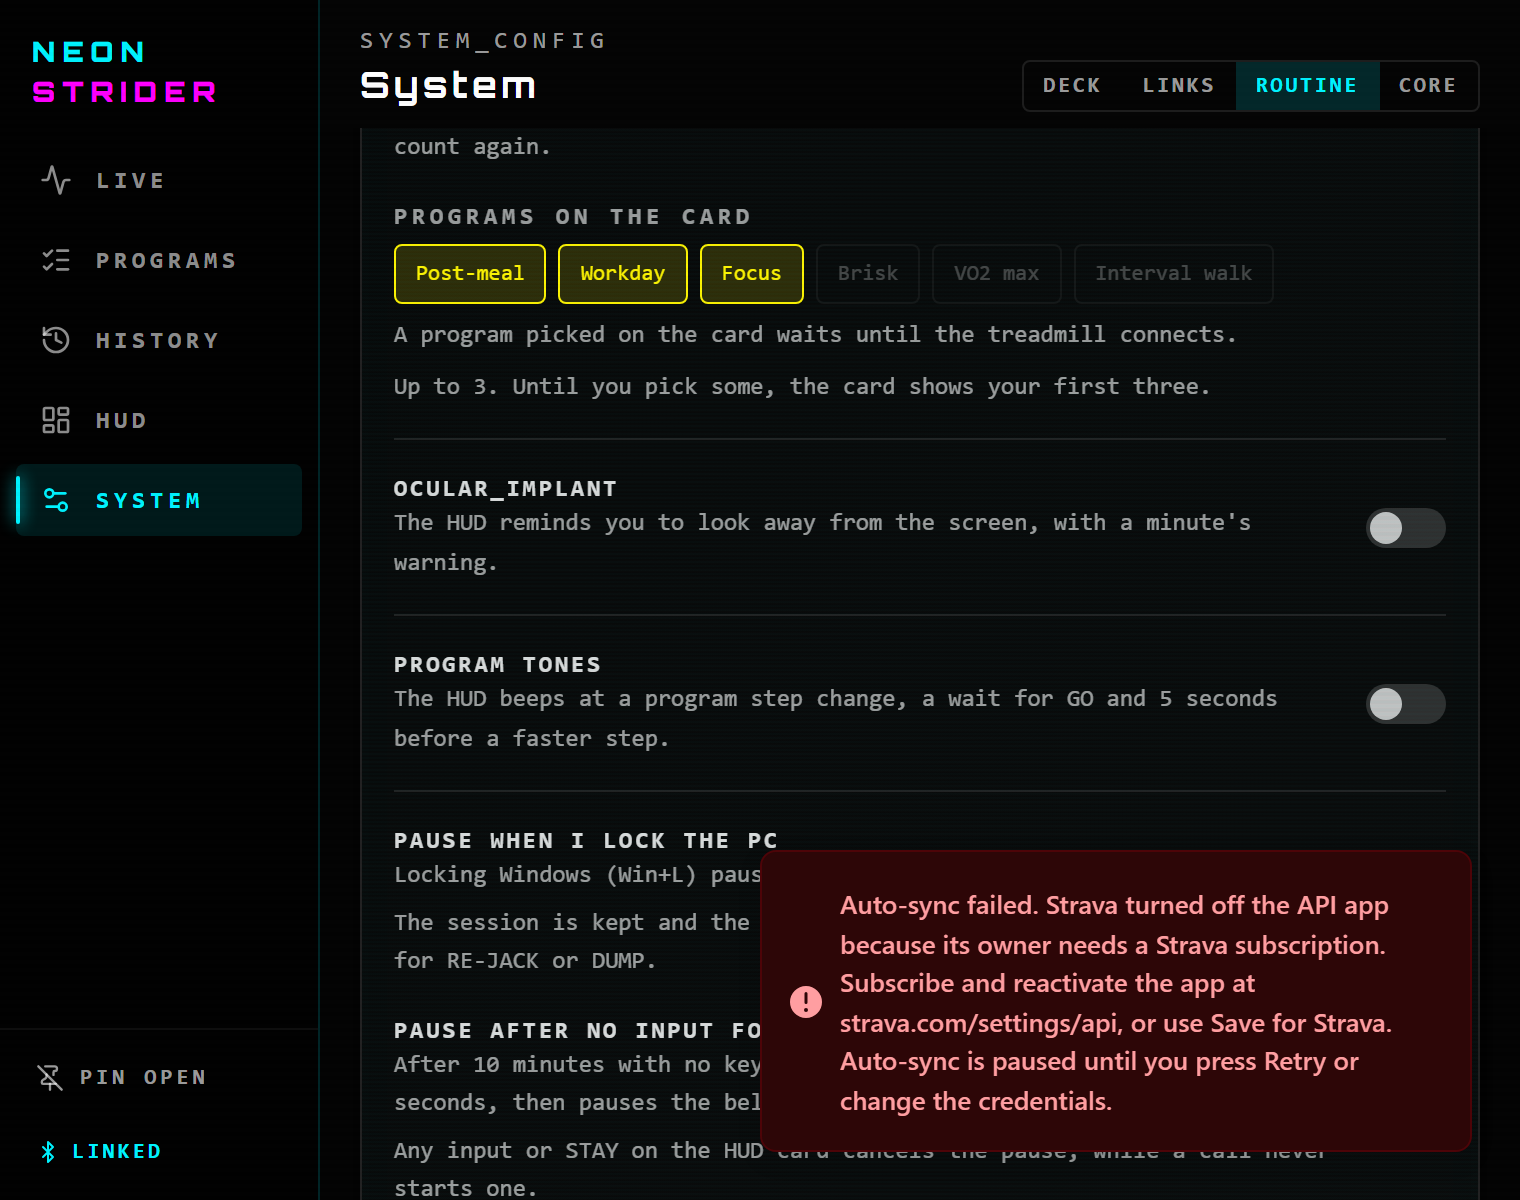 NEON
STRIDER
LIVE
PROGRAMS
HISTORY
HUD
SYSTEM
PIN OPEN
LINKED
SYSTEM_CONFIG
System
DECK
LINKS
ROUTINE
CORE
count again.
PROGRAMS ON THE CARD
Post-meal
Workday
Focus
Brisk
VO2 max
Interval walk
A program picked on the card waits until the treadmill connects.
Up to 3. Until you pick some, the card shows your first three.
OCULAR_IMPLANT
The HUD reminds you to look away from the screen, with a minute's
warning.
PROGRAM TONES
The HUD beeps at a program step change, a wait for GO and 5 seconds
before a faster step.
PAUSE WHEN I LOCK THE PC
Locking Windows (Win+L) paus
The session is kept and the
for RE-JACK or DUMP.
PAUSE AFTER NO INPUT FO
After 10 minutes with no key
seconds, then pauses the bel
Any input or STAY on the HUD card cancels the pause, while a call never
starts one.
Auto-sync failed. Strava turned off the API app
because its owner needs a Strava subscription.
Subscribe and reactivate the app at
strava.com/settings/api, or use Save for Strava.
Auto-sync is paused until you press Retry or
change the credentials.